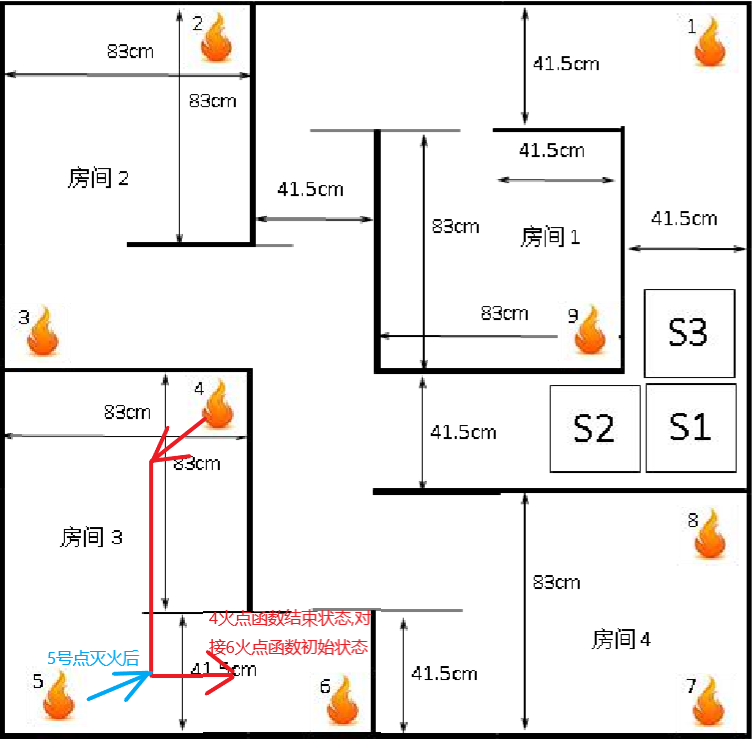 2
1
83cm
41.5cm
83cm
41.5cm
房间 2
41.5cm
41.5cm
83cm
房间 1
3
83cm
9
S3
4
83cm
41.5cm
S2
S1
83cm
8
房间 3
83cm
4火点函数结束状态,对
接6火点函数初始状态
房间 4
5号点灭火后
41.5cm
41.5cm
5
6
7